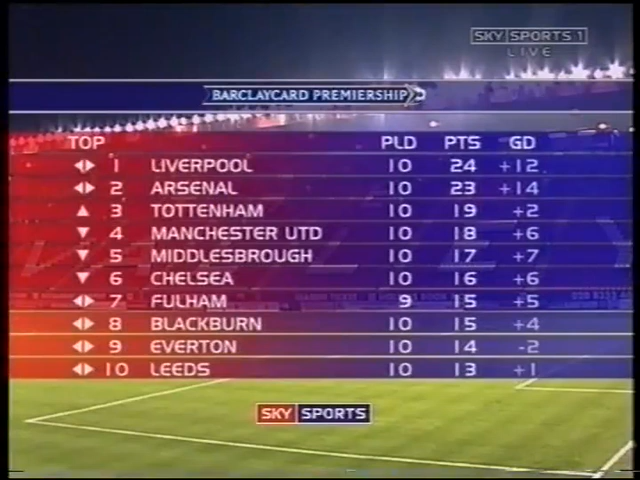 SKY SPORTS 1
LIVE
BARCLAYCARD PREMIERSHIP
TOP PLD PTS GD
1 LIVERPOOL 10 24 +12
2 ARSENAL 10 23 +14
3 TOTTENHAM 10 19 +2
4 MANCHESTER UTD 10 18 +6
5 MIDDLESBROUGH 10 17 +7
6 CHELSEA 10 16 +6
7 FULHAM 9 15 +5
8 BLACKBURN 10 15 +4
9 EVERTON 10 14 -2
10 LEEDS 10 13 +1
SKY SPORTS